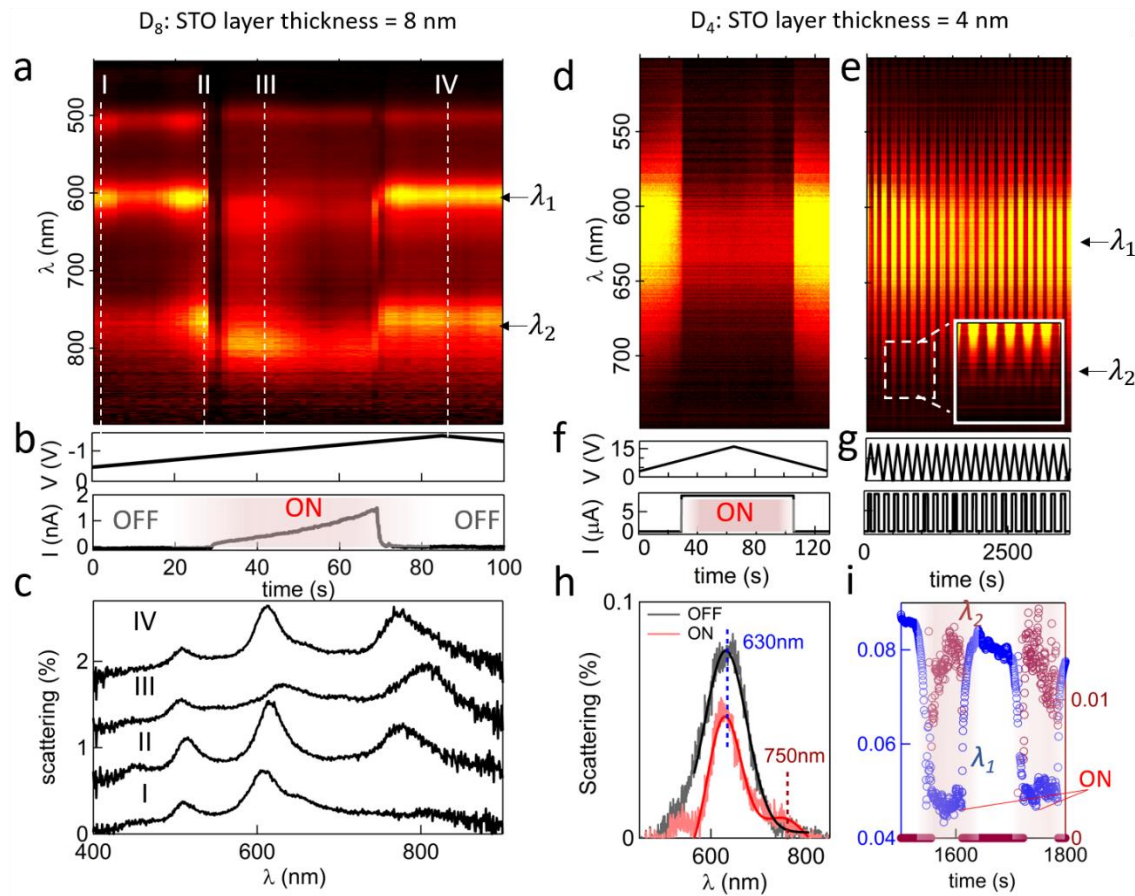 D₈: STO layer thickness = 8 nm
D₄: STO layer thickness = 4 nm
a
I
II
III
IV
500
600
700
800
λ (nm)
λ₁
λ₂
b
V (V)
-1
0
I (nA)
2
1
0
OFF
ON
OFF
0
20
40
60
80
100
time (s)
c
scattering (%)
2
1
0
IV
III
II
I
400
500
600
700
800
λ (nm)
d
550
600
650
700
λ (nm)
e
λ₁
λ₂
f
V (V)
15
0
I (µA)
5
0
ON
0
40
80
120
time (s)
g
0
2500
time (s)
h
Scattering (%)
0.1
0
OFF
ON
630nm
750nm
600
800
λ (nm)
i
0.08
0.06
0.04
λ₂
λ₁
ON
0.01
0
1600
1800
time (s)